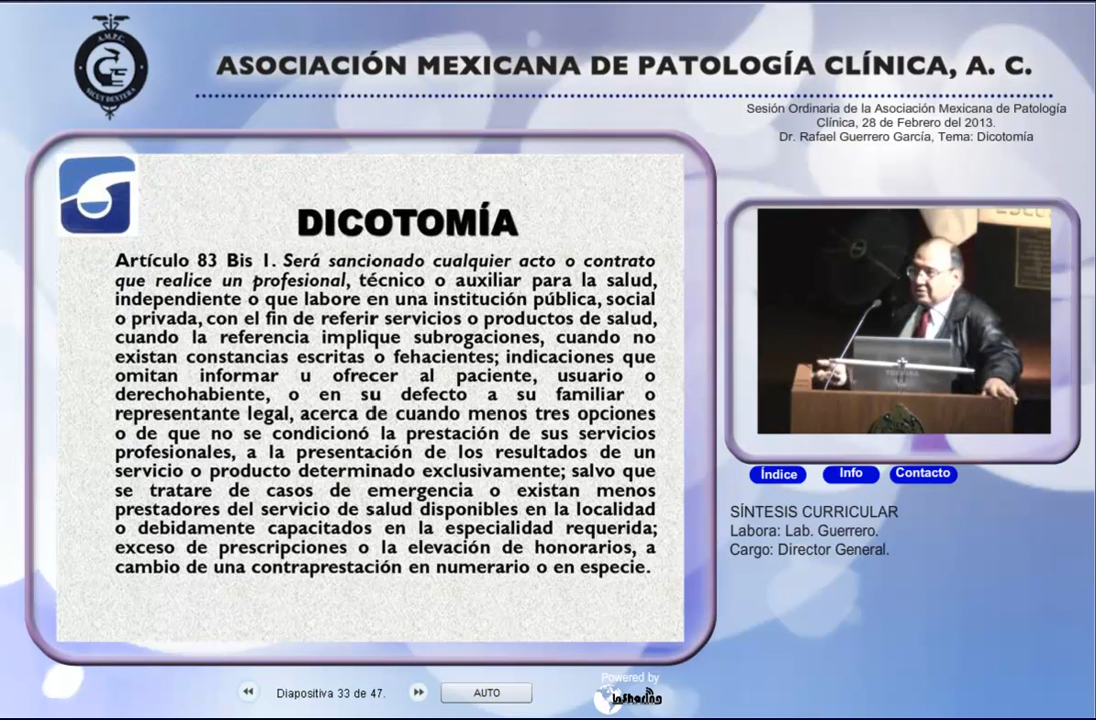 A.M.P.C.
SICUT DEXTERA
ASOCIACIÓN MEXICANA DE PATOLOGÍA CLÍNICA, A. C.
Sesión Ordinaria de la Asociación Mexicana de Patología
Clínica, 28 de Febrero del 2013.
Dr. Rafael Guerrero García, Tema: Dicotomía
DICOTOMÍA
Artículo 83 Bis 1. Será sancionado cualquier acto o contrato
que realice un profesional, técnico o auxiliar para la salud,
independiente o que labore en una institución pública, social
o privada, con el fin de referir servicios o productos de salud,
cuando la referencia implique subrogaciones, cuando no
existan constancias escritas o fehacientes; indicaciones que
omitan informar u ofrecer al paciente, usuario o
derechohabiente, o en su defecto a su familiar o
representante legal, acerca de cuando menos tres opciones
o de que no se condicionó la prestación de sus servicios
profesionales, a la presentación de los resultados de un
servicio o producto determinado exclusivamente; salvo que
se tratare de casos de emergencia o existan menos
prestadores del servicio de salud disponibles en la localidad
o debidamente capacitados en la especialidad requerida;
exceso de prescripciones o la elevación de honorarios, a
cambio de una contraprestación en numerario o en especie.
Índice Info Contacto
SÍNTESIS CURRICULAR
Labora: Lab. Guerrero.
Cargo: Director General.
Diapositiva 33 de 47.
AUTO
Powered by
InSharing